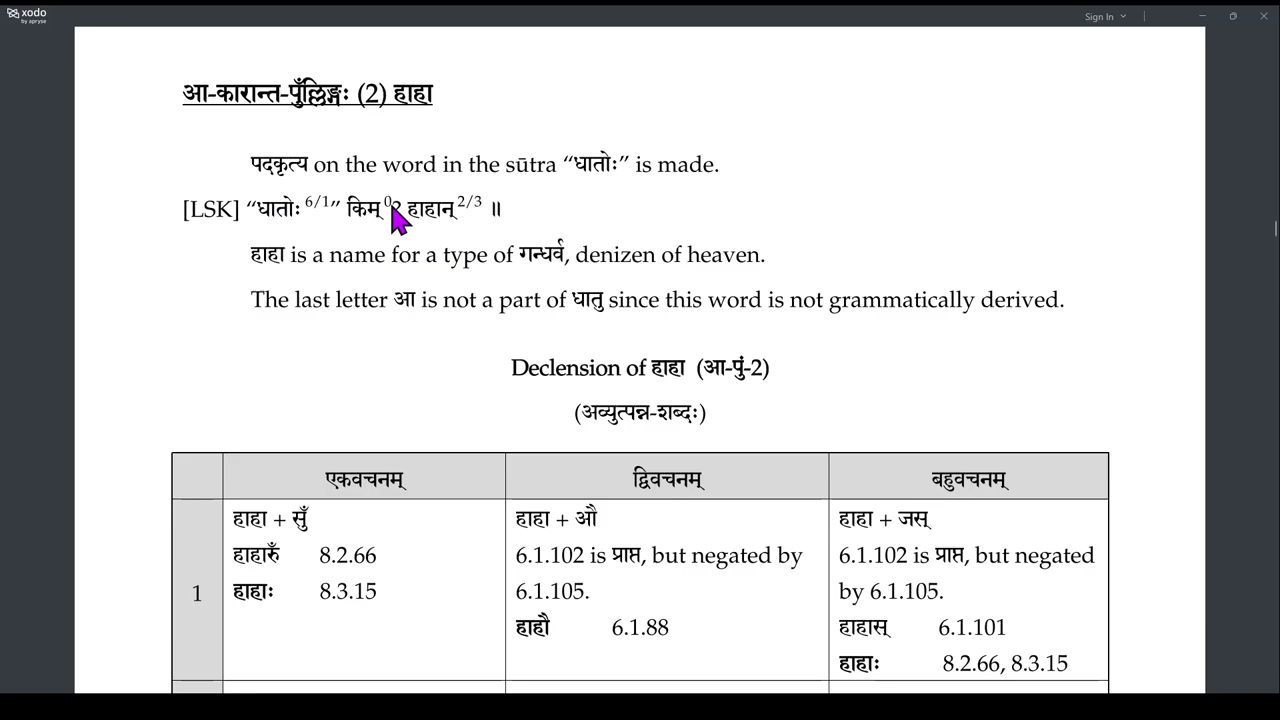 xodo
by apryse
Sign In
आ-कारान्त-पुँल्लिङ्गः (2) हाहा
पदकृत्य on the word in the sūtra “धातोः” is made.
[LSK] “धातोः 6/1” किम् 0? हाहान् 2/3 ॥
हाहा is a name for a type of गन्धर्व, denizen of heaven.
The last letter आ is not a part of धातु since this word is not grammatically derived.
Declension of हाहा (आ-पुं-2)
(अव्युत्पन्न-शब्दः)
एकवचनम् द्विवचनम् बहुवचनम्
1
हाहा + सुँ
हाहारुँ 8.2.66
हाहाः 8.3.15
हाहा + औ
6.1.102 is प्राप्त, but negated by
6.1.105.
हाहौ 6.1.88
हाहा + जस्
6.1.102 is प्राप्त, but negated
by 6.1.105.
हाहास् 6.1.101
हाहाः 8.2.66, 8.3.15